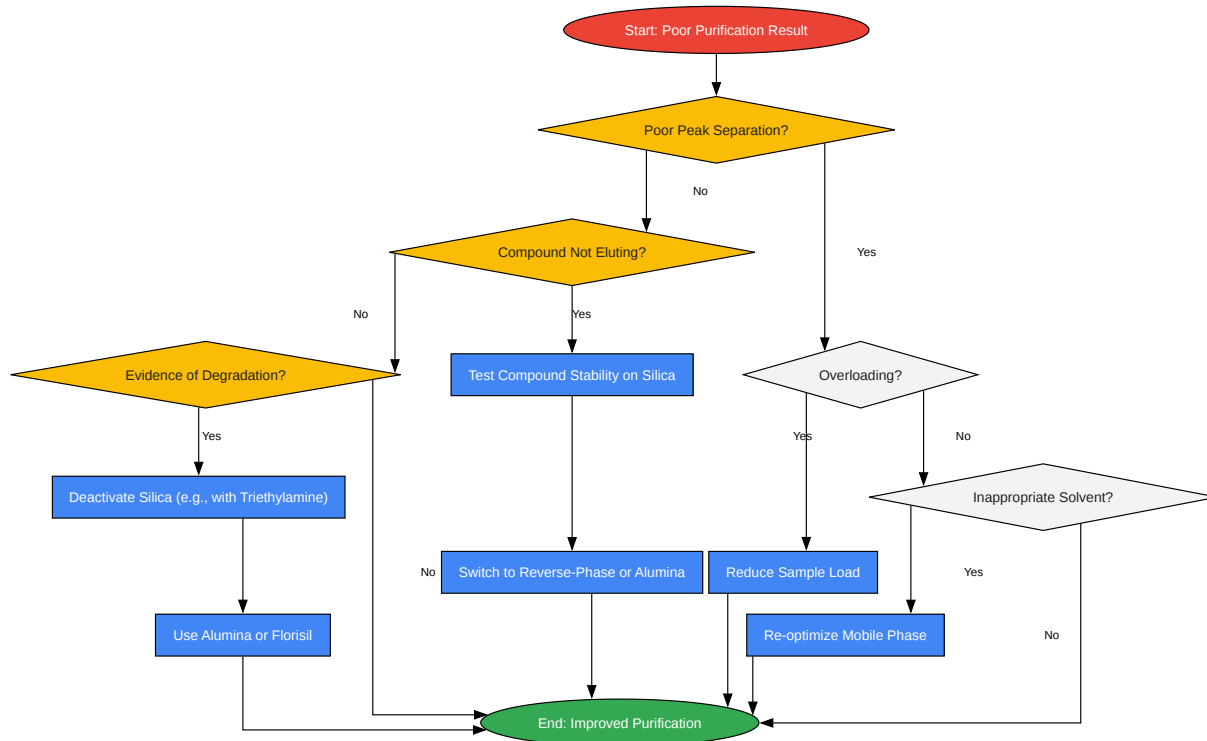 Start: Poor Purification Result
Poor Peak Separation?
No
Compound Not Eluting?
Yes
No
Yes
Evidence of Degradation?
Test Compound Stability on Silica
Overloading?
Yes
Yes
No
Deactivate Silica (e.g., with Triethylamine)
Inappropriate Solvent?
No
Switch to Reverse-Phase or Alumina
Reduce Sample Load
Yes
Use Alumina or Florisil
Re-optimize Mobile Phase
No
End: Improved Purification